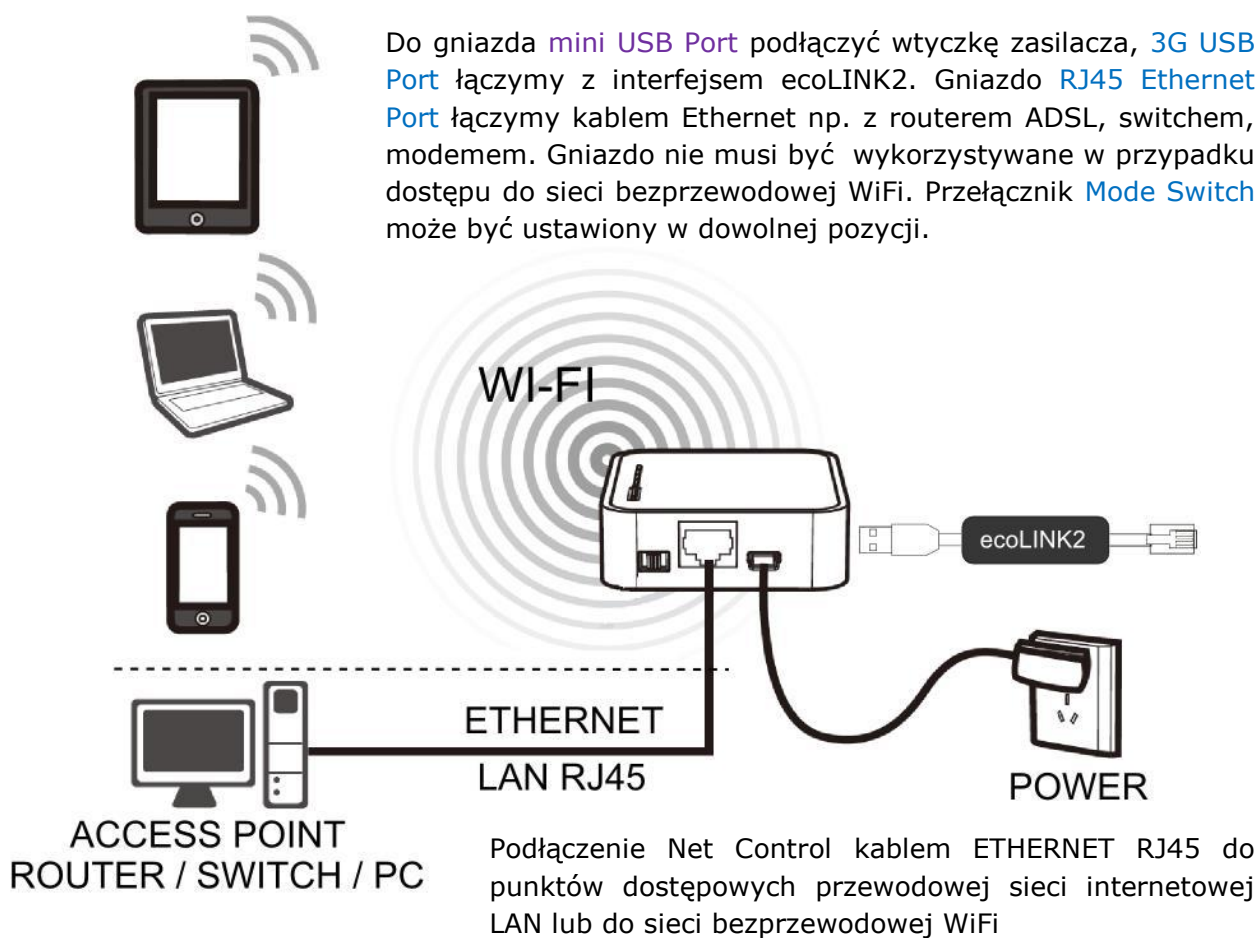 Do gniazda mini USB Port podłączyć wtyczkę zasilacza, 3G USB
Port łączymy z interfejsem ecoLINK2. Gniazdo RJ45 Ethernet
Port łączymy kablem Ethernet np. z routerem ADSL, switchem,
modemem. Gniazdo nie musi być wykorzystywane w przypadku
dostępu do sieci bezprzewodowej WiFi. Przełącznik Mode Switch
może być ustawiony w dowolnej pozycji.
WI-FI
ecoLINK2
ETHERNET
LAN RJ45
POWER
ACCESS POINT
ROUTER / SWITCH / PC
Podłączenie Net Control kablem ETHERNET RJ45 do
punktów dostępowych przewodowej sieci internetowej
LAN lub do sieci bezprzewodowej WiFi